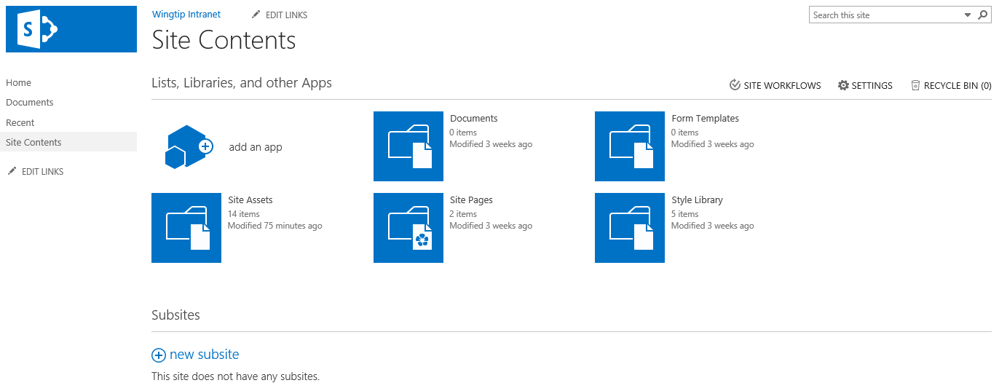 S
Wingtip Intranet
EDIT LINKS
Search this site
Site Contents
Home
Documents
Recent
Site Contents
EDIT LINKS
Lists, Libraries, and other Apps
SITE WORKFLOWS
SETTINGS
RECYCLE BIN (0)
add an app
Documents
0 items
Modified 3 weeks ago
Form Templates
0 items
Modified 3 weeks ago
Site Assets
14 items
Modified 75 minutes ago
Site Pages
2 items
Modified 3 weeks ago
Style Library
5 items
Modified 3 weeks ago
Subsites
new subsite
This site does not have any subsites.